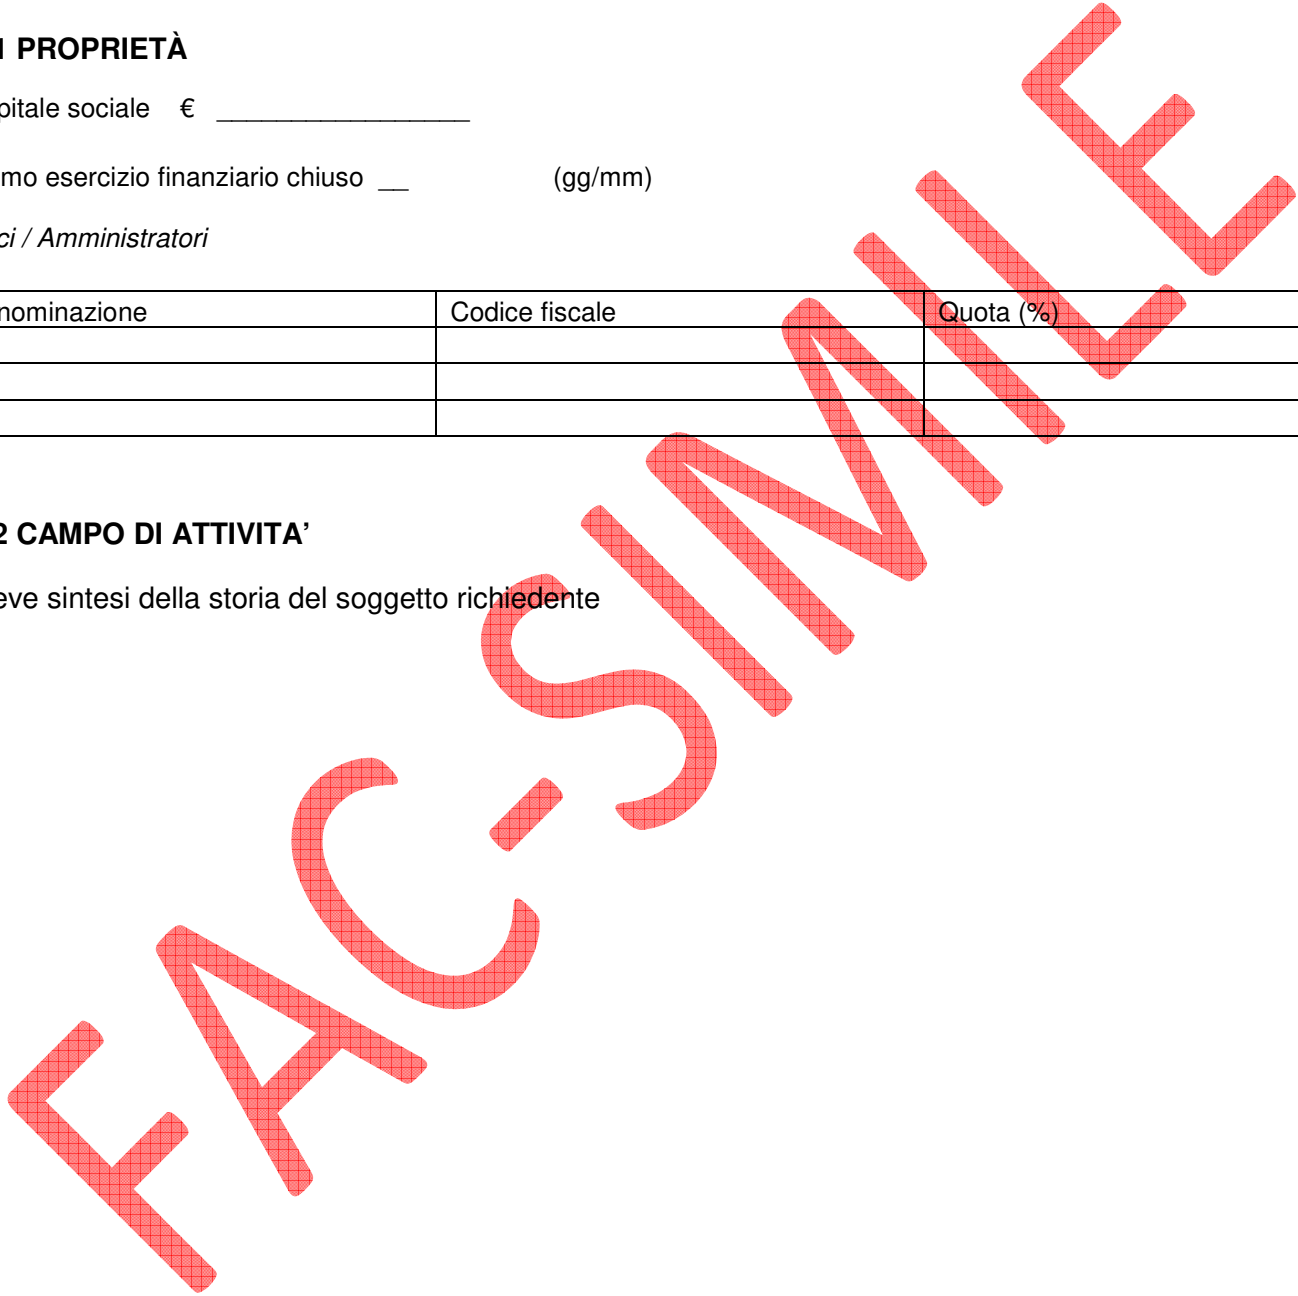 1 PROPRIETÀ
pitale sociale € _________________
mo esercizio finanziario chiuso __ (gg/mm)
ci / Amministratori
nominazione Codice fiscale Quota (%)
2 CAMPO DI ATTIVITA’
eve sintesi della storia del soggetto richiedente
FAC-SIMILE